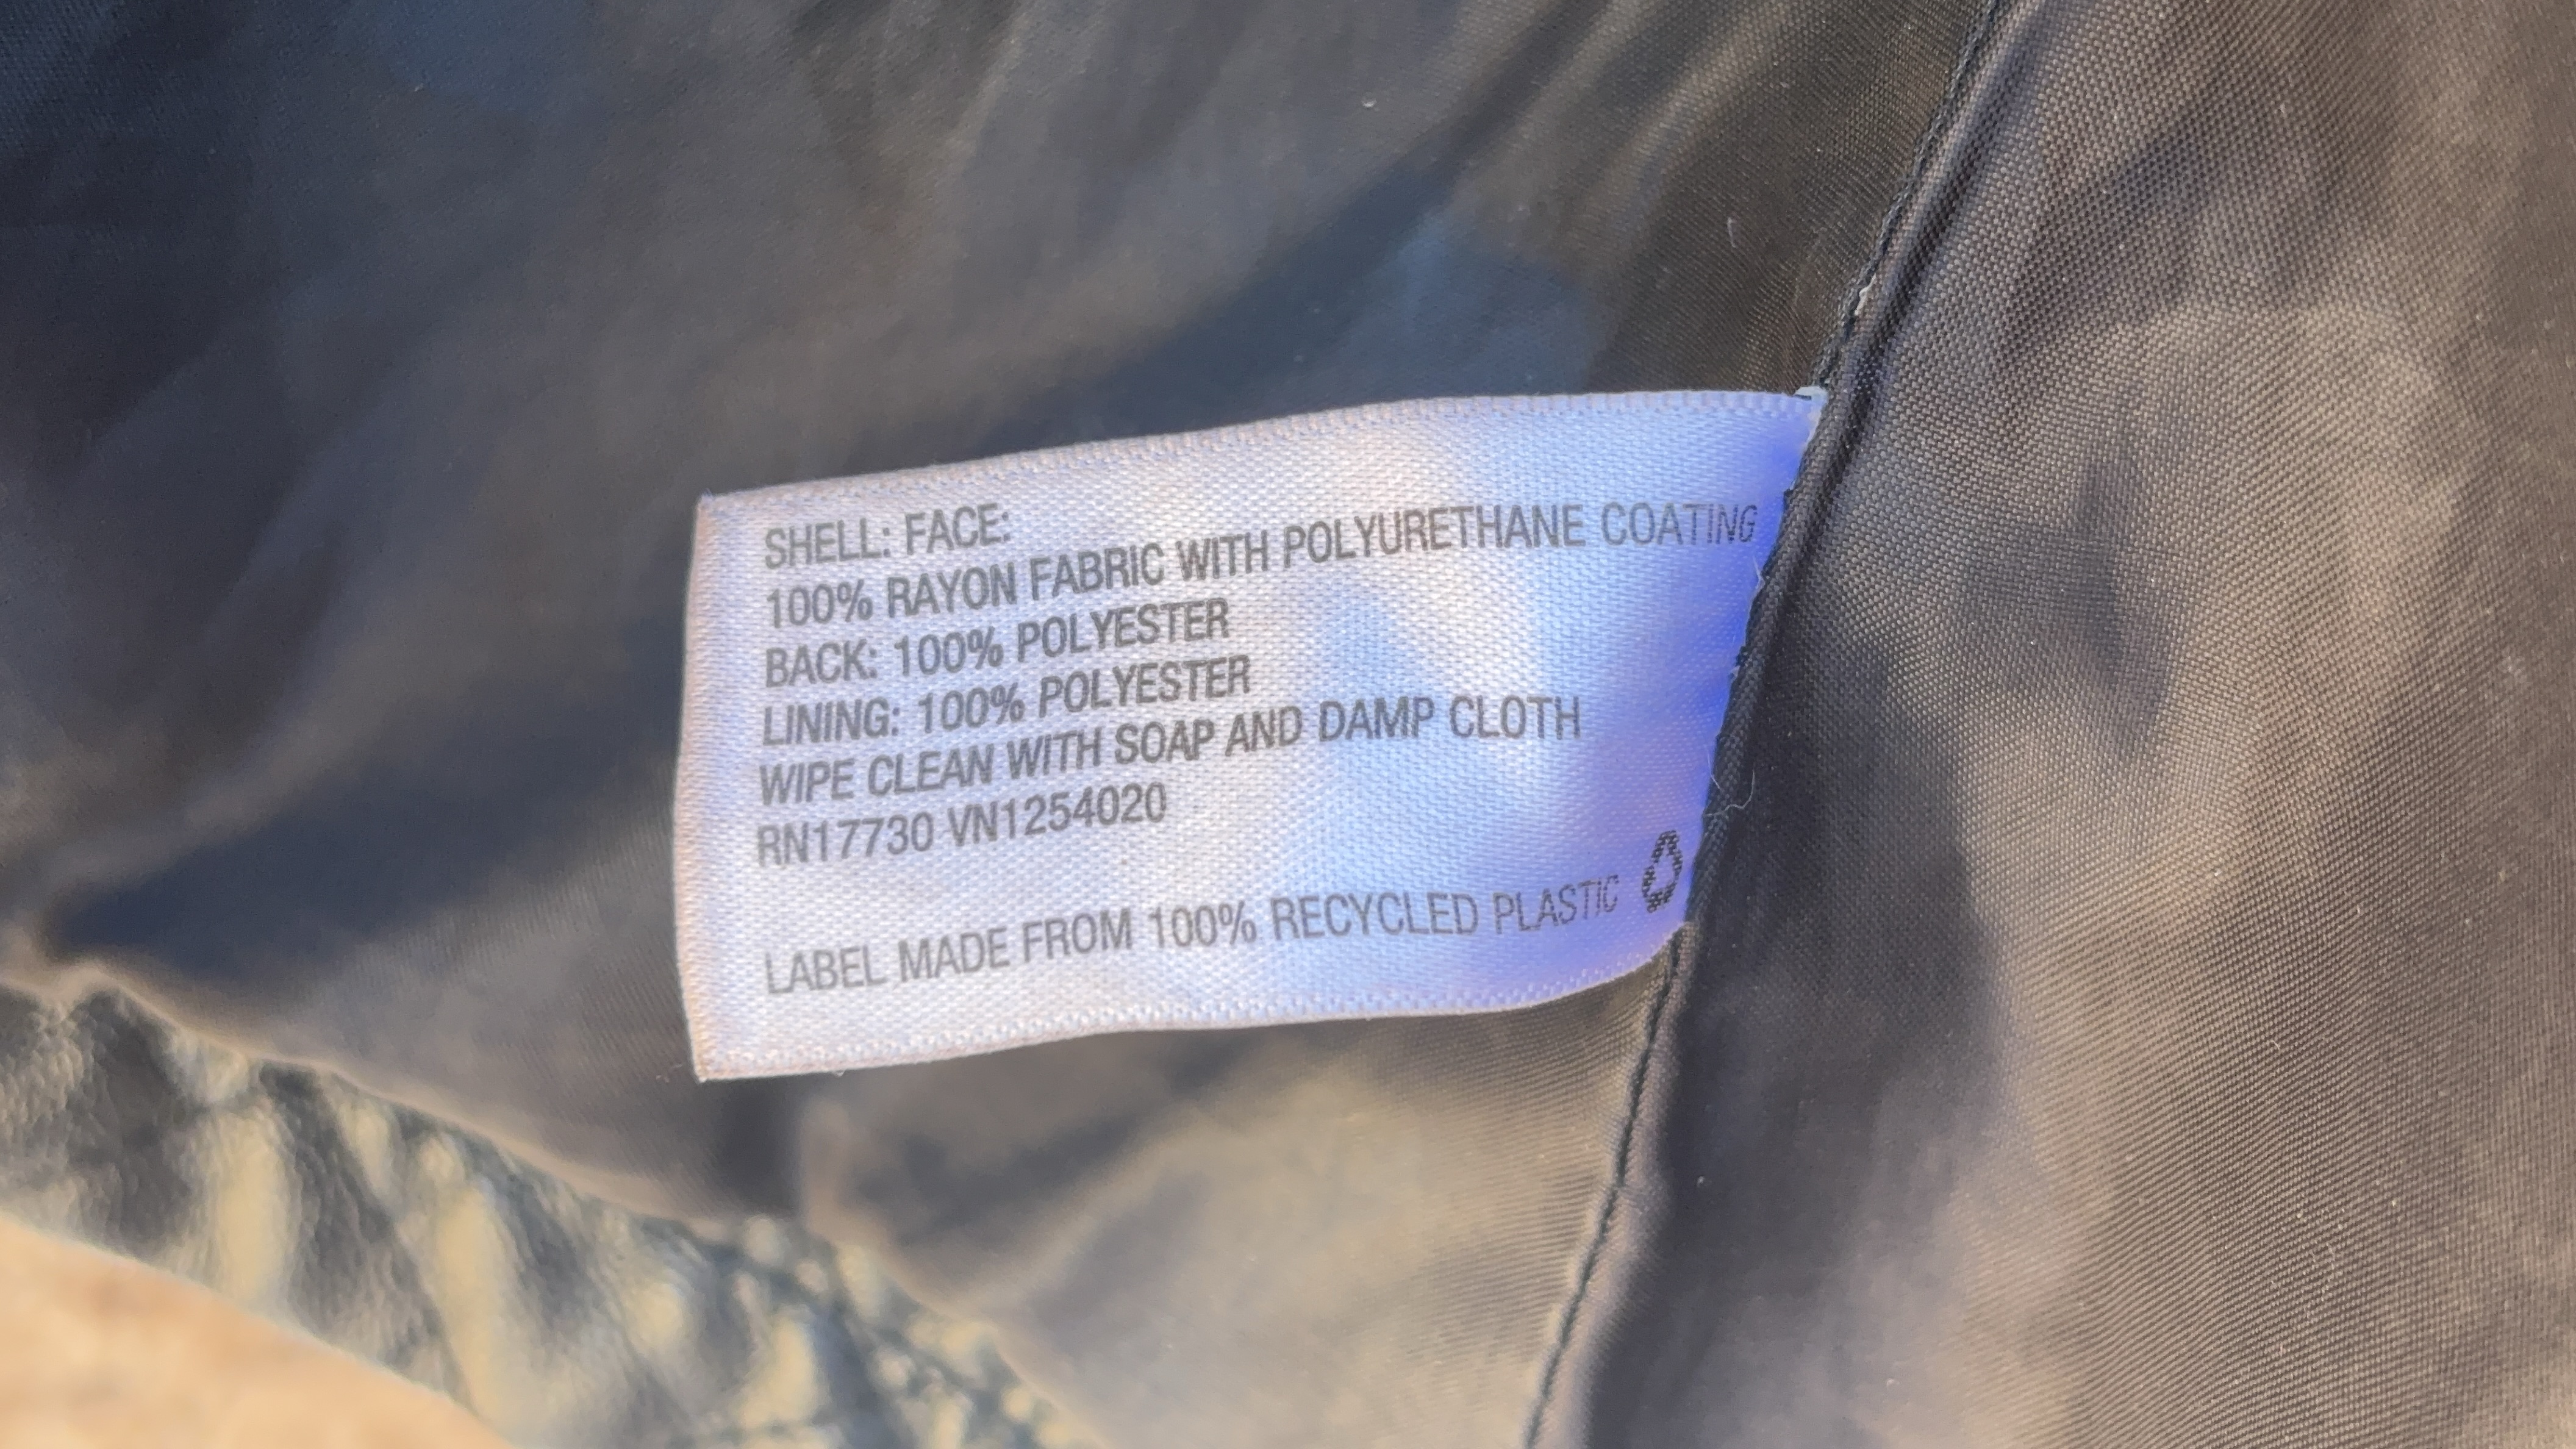 SHELL: FACE:
100% RAYON FABRIC WITH POLYURETHANE COATING
BACK: 100% POLYESTER
LINING: 100% POLYESTER
WIPE CLEAN WITH SOAP AND DAMP CLOTH
RN17730 VN1254020
LABEL MADE FROM 100% RECYCLED PLASTIC